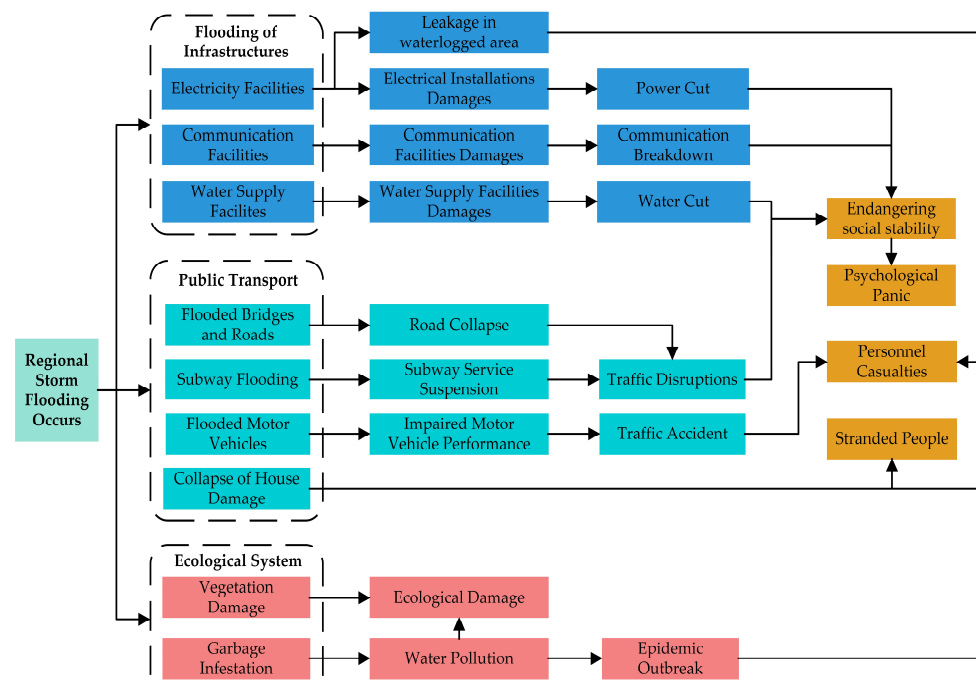 Flooding of
Infrastructures
Leakage in
waterlogged area
Electricity Facilities
Electrical Installations
Damages
Power Cut
Communication
Facilities
Communication
Facilities Damages
Communication
Breakdown
Water Supply
Facilites
Water Supply Facilities
Damages
Water Cut
Endangering
social stability
Psychological
Panic
Public Transport
Flooded Bridges
and Roads
Road Collapse
Regional
Storm
Flooding
Occurs
Subway Flooding
Subway Service
Suspension
Traffic Disruptions
Personnel
Casualties
Flooded Motor
Vehicles
Impaired Motor
Vehicle Performance
Traffic Accident
Stranded People
Collapse of House
Damage
Ecological System
Vegetation
Damage
Ecological Damage
Garbage
Infestation
Water Pollution
Epidemic
Outbreak